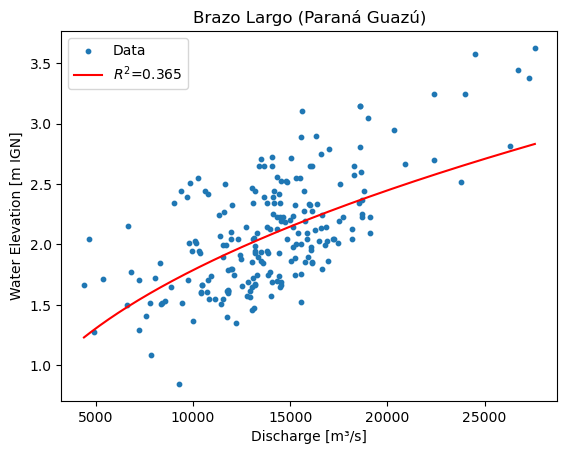 Brazo Largo (Paraná Guazú)
Data
R²=0.365
Water Elevation [m IGN]
3.5
3.0
2.5
2.0
1.5
1.0
5000 10000 15000 20000 25000
Discharge [m³/s]